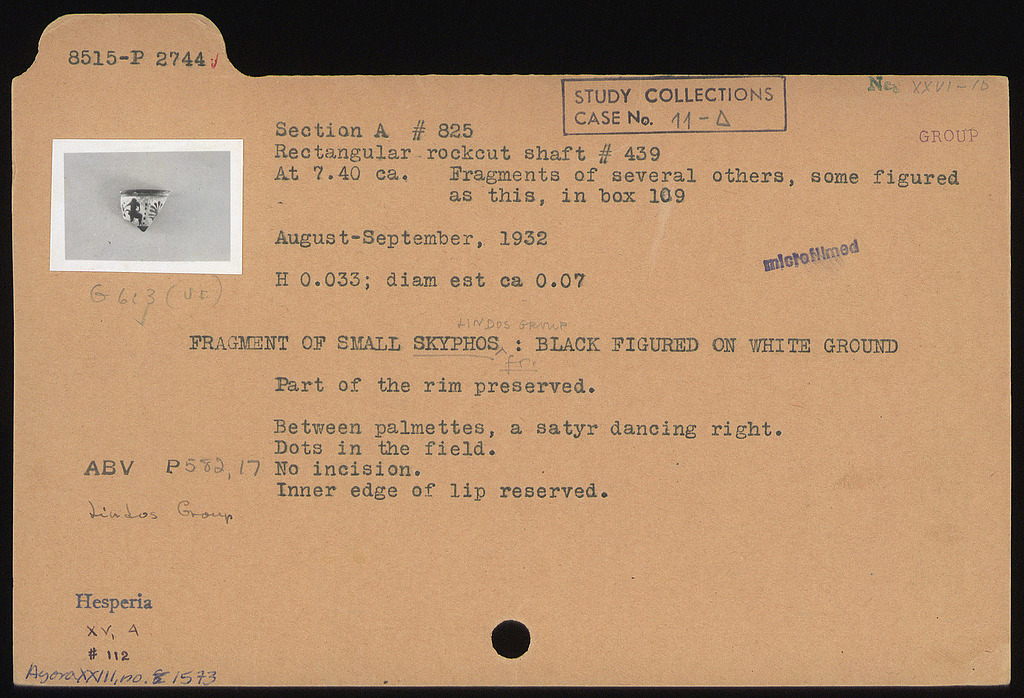 8515-P 2744
No. XXVI-1b
STUDY COLLECTIONS
CASE No. 11-Δ
GROUP
Section A # 825
Rectangular rockcut shaft # 439
At 7.40 ca. Fragments of several others, some figured
as this, in box 109
August-September, 1932
microfilmed
H 0.033; diam est ca 0.07
G 613
LINDOS GROUP
FRAGMENT OF SMALL SKYPHOS : BLACK FIGURED ON WHITE GROUND
Part of the rim preserved.
Between palmettes, a satyr dancing right.
Dots in the field.
ABV P 582, 17 No incision.
Inner edge of lip reserved.
Lindos Group
Hesperia
XV, 4
# 112
Agora XXIII, no. 1573